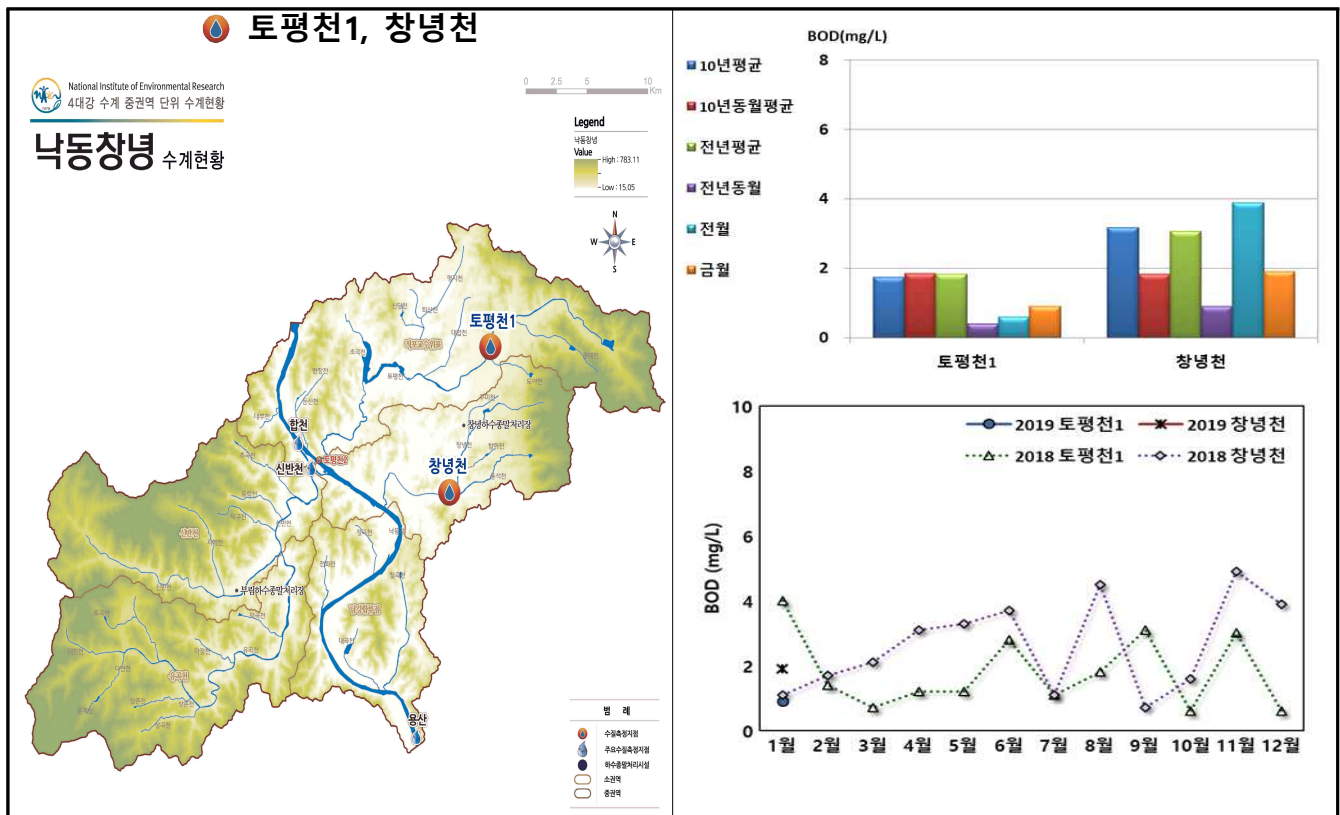 토평천1, 창녕천
National Institute of Environmental Research
4대강 수계 중권역 단위 수계현황
낙동창녕 수계현황
0 2.5 5 10
Km
Legend
낙동창녕
Value
High : 783.11
Low : 15.05
N
W E
S
토평천1
토평천
창녕하수종말처리장
합천
신반천
창녕천
창녕천
부림하수종말처리장
용산
범 례
수질측정지점
주요수질측정지점
하수종말처리시설
소권역
중권역
BOD(mg/L)
10년평균
10년동월평균
전년평균
전년동월
전월
금월
8
6
4
2
0
토평천1 창녕천
BOD (mg/L)
10
8
6
4
2
0
2019 토평천1 2019 창녕천
2018 토평천1 2018 창녕천
1월 2월 3월 4월 5월 6월 7월 8월 9월 10월 11월 12월